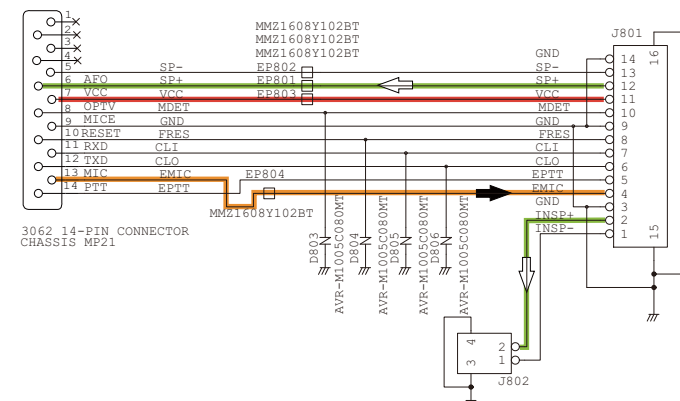 MMZ1608Y102BT
MMZ1608Y102BT
MMZ1608Y102BT
J801
1
2
3
4
5 SP- EP802 GND 14 16
SP- 13
6 AFO SP+ EP801 SP+ 12
7 VCC VCC EP803 VCC 11
8 OPTV MDET MDET 10
9 MICE GND GND 9
10 RESET FRES FRES 8
11 RXD CLI CLI 7
12 TXD CLO CLO 6
13 MIC EMIC EP804 EPTT 5
14 PTT EPTT EMIC 4
MMZ1608Y102BT GND 3
INSP+ 2
INSP- 1 15
3062 14-PIN CONNECTOR
CHASSIS MP21
D803
AVR-M1005C080MT
D804
AVR-M1005C080MT
D805
AVR-M1005C080MT
D806
AVR-M1005C080MT
4 2
3 1
J802